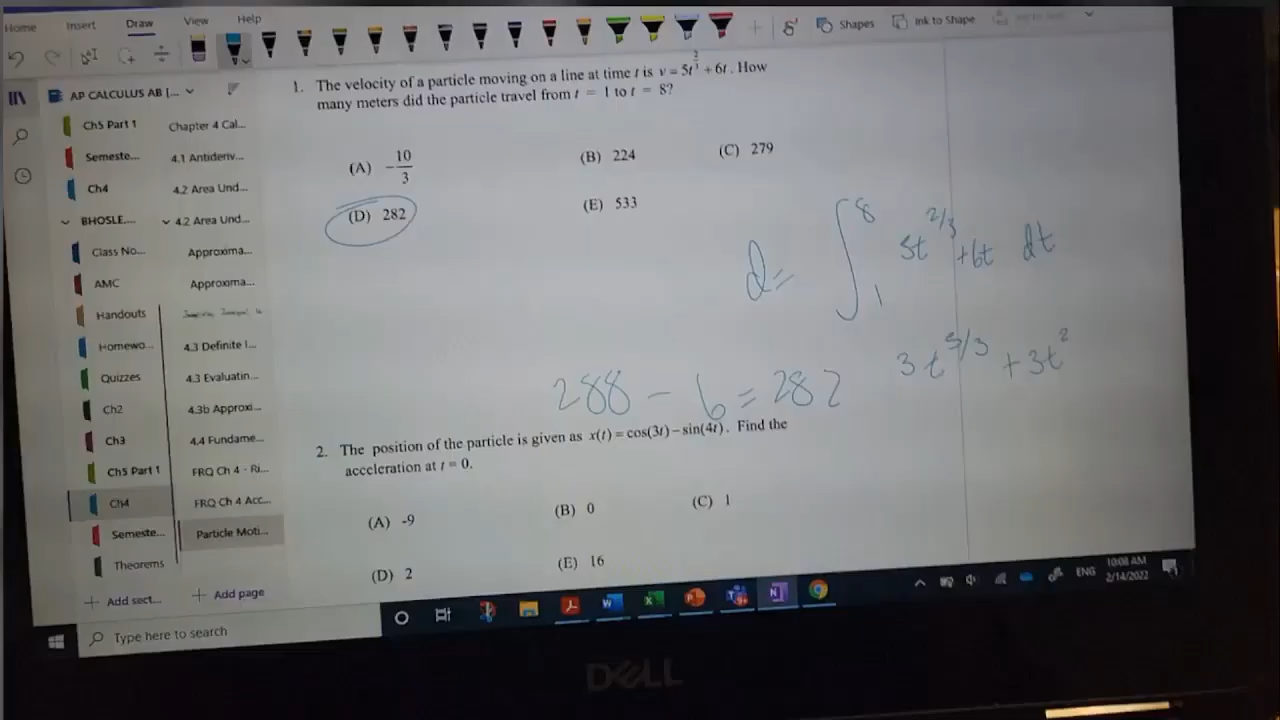 Home Insert Draw View Help
Shapes Ink to Shape
AP CALCULUS AB [...
Ch5 Part 1
Semeste...
Ch4
BHOSLE....
Class No...
AMC
Handouts
Homewo...
Quizzes
Ch2
Ch3
Ch5 Part 1
Ch4
Semeste...
Theorems
+ Add sect...
Chapter 4 Cal...
4.1 Antideriv...
4.2 Area Und...
4.2 Area Und...
Approxima...
Approxima...
4.3 Definite I...
4.3 Evaluatin...
4.3b Approxi...
4.4 Fundame...
FRQ Ch 4 - Ri...
FRQ Ch 4 Acc...
Particle Moti...
+ Add page
1. The velocity of a particle moving on a line at time t is v = 5t^{2/3} + 6t. How
many meters did the particle travel from t = 1 to t = 8?
(A) -10/3 (B) 224 (C) 279
(D) 282 (E) 533
d = ∫_1^8 5t^{2/3} + 6t dt
3t^{5/3} + 3t^2
288 - 6 = 282
2. The position of the particle is given as x(t) = cos(3t) – sin(4t). Find the
acceleration at t = 0.
(A) -9 (B) 0 (C) 1
(D) 2 (E) 16
Type here to search
ENG 10:08 AM
2/14/2022
DELL